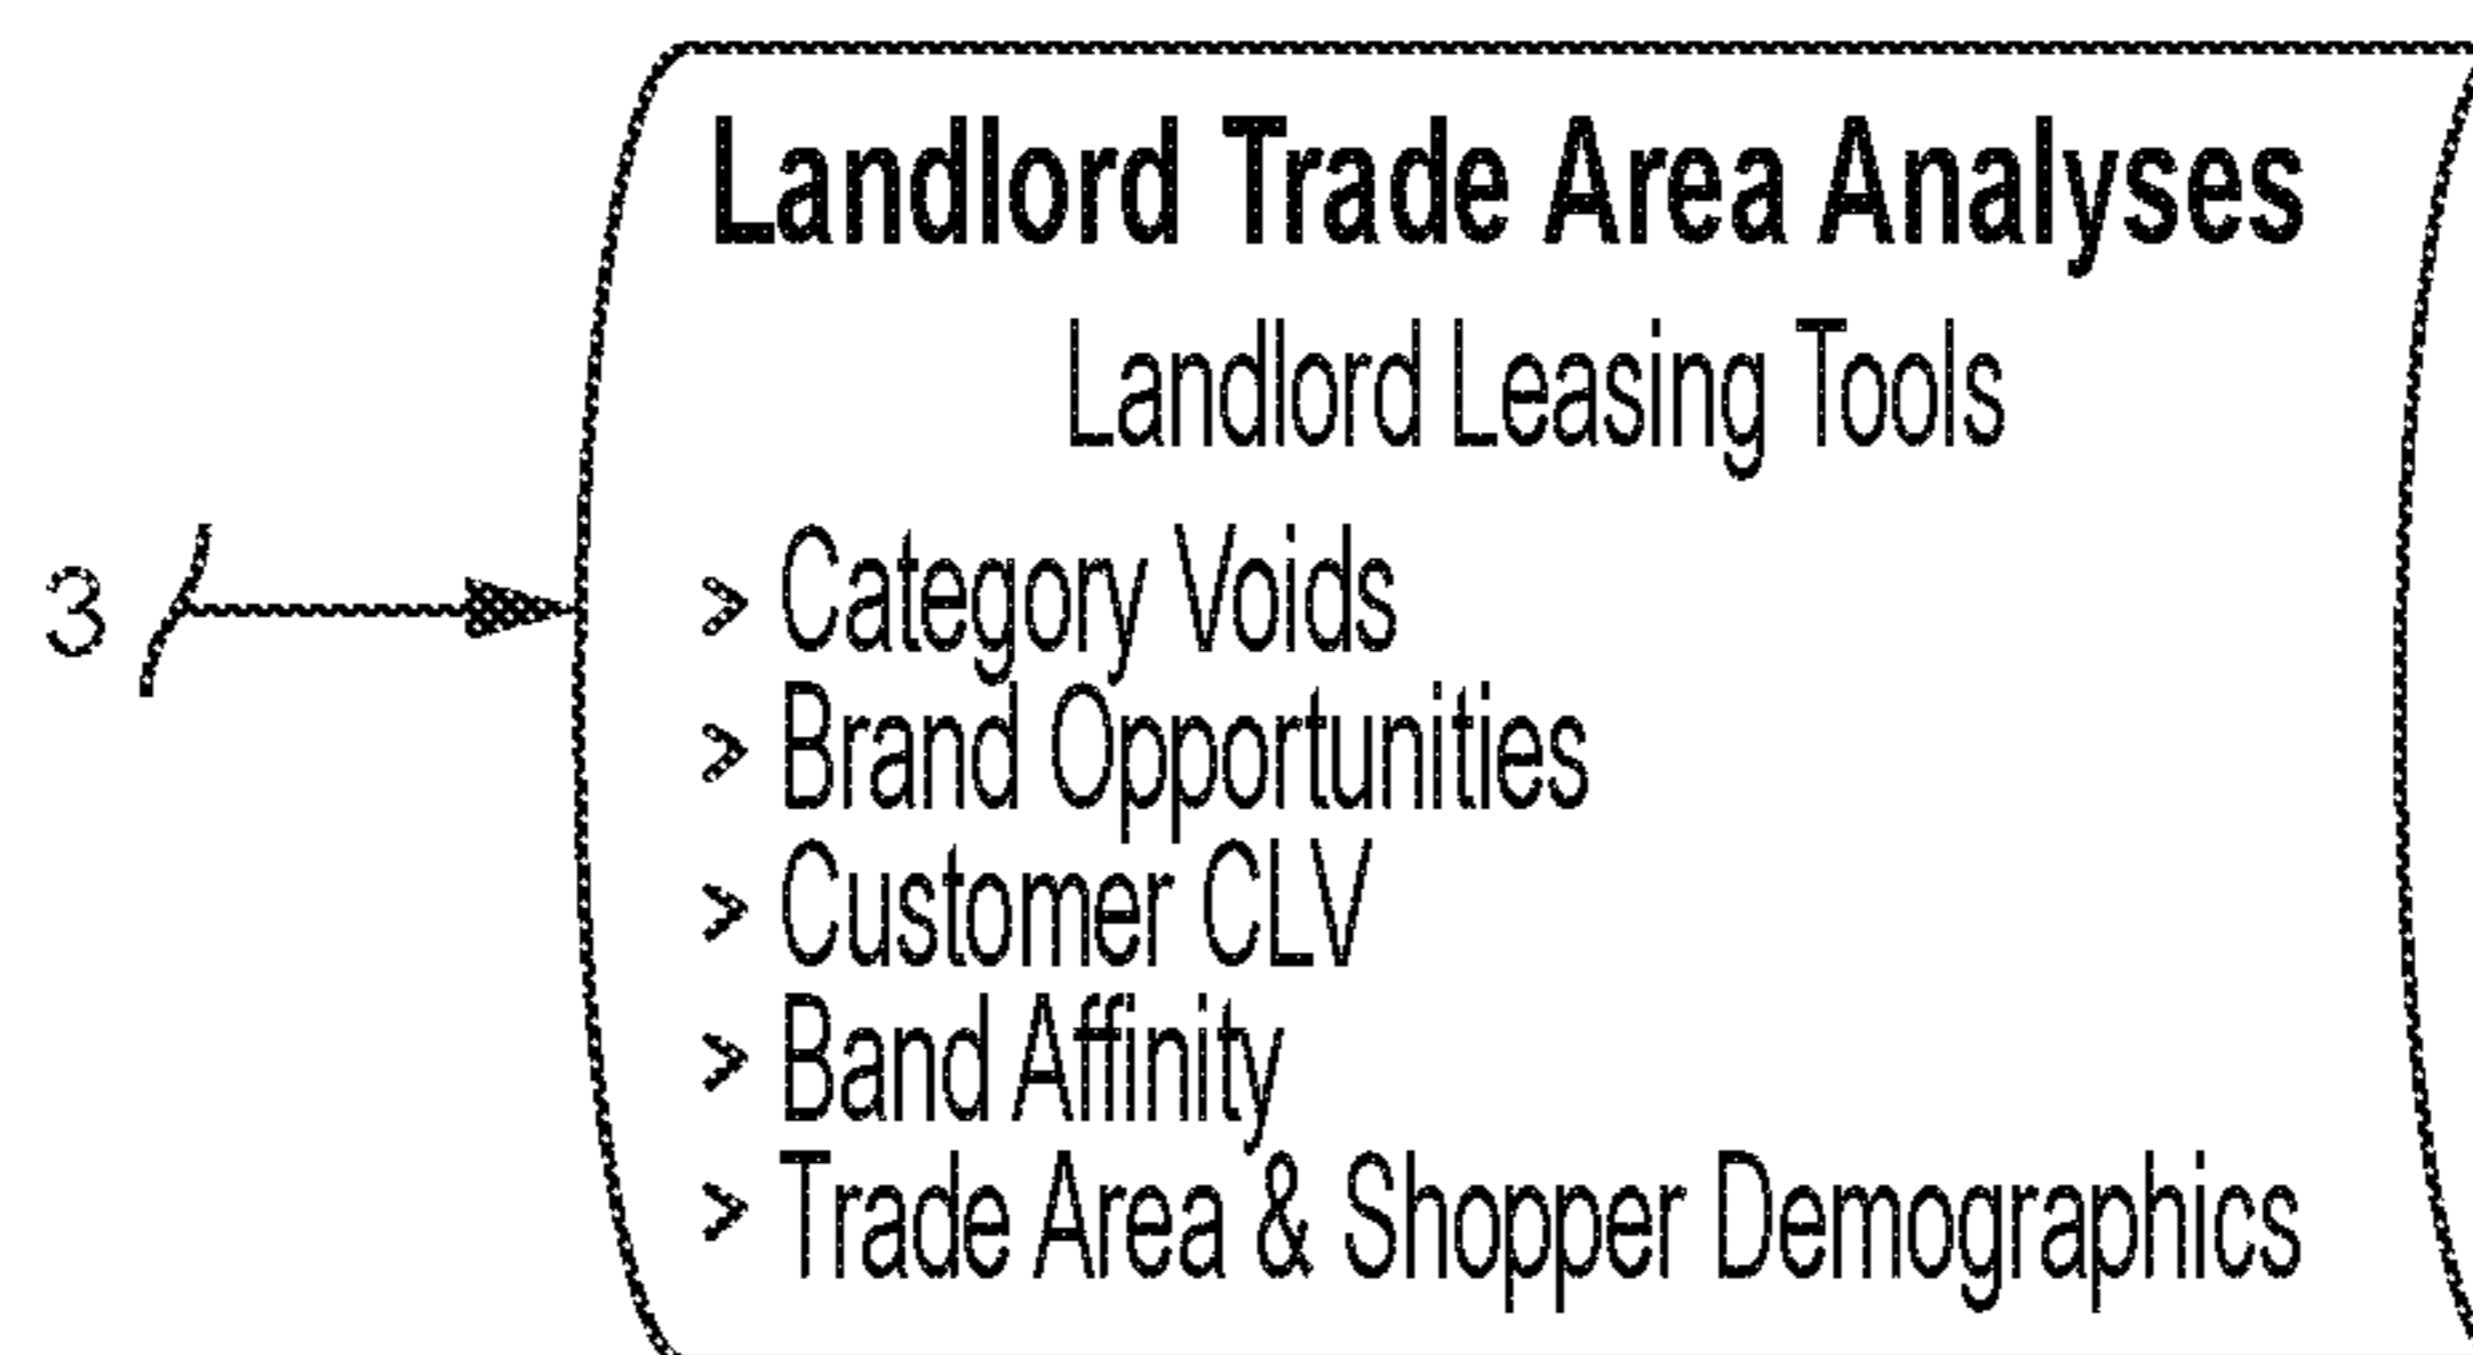 Landlord Trade Area Analyses
Landlord Leasing Tools
3
> Category Voids
> Brand Opportunities
> Customer CLV
> Band Affinity
> Trade Area & Shopper Demographics